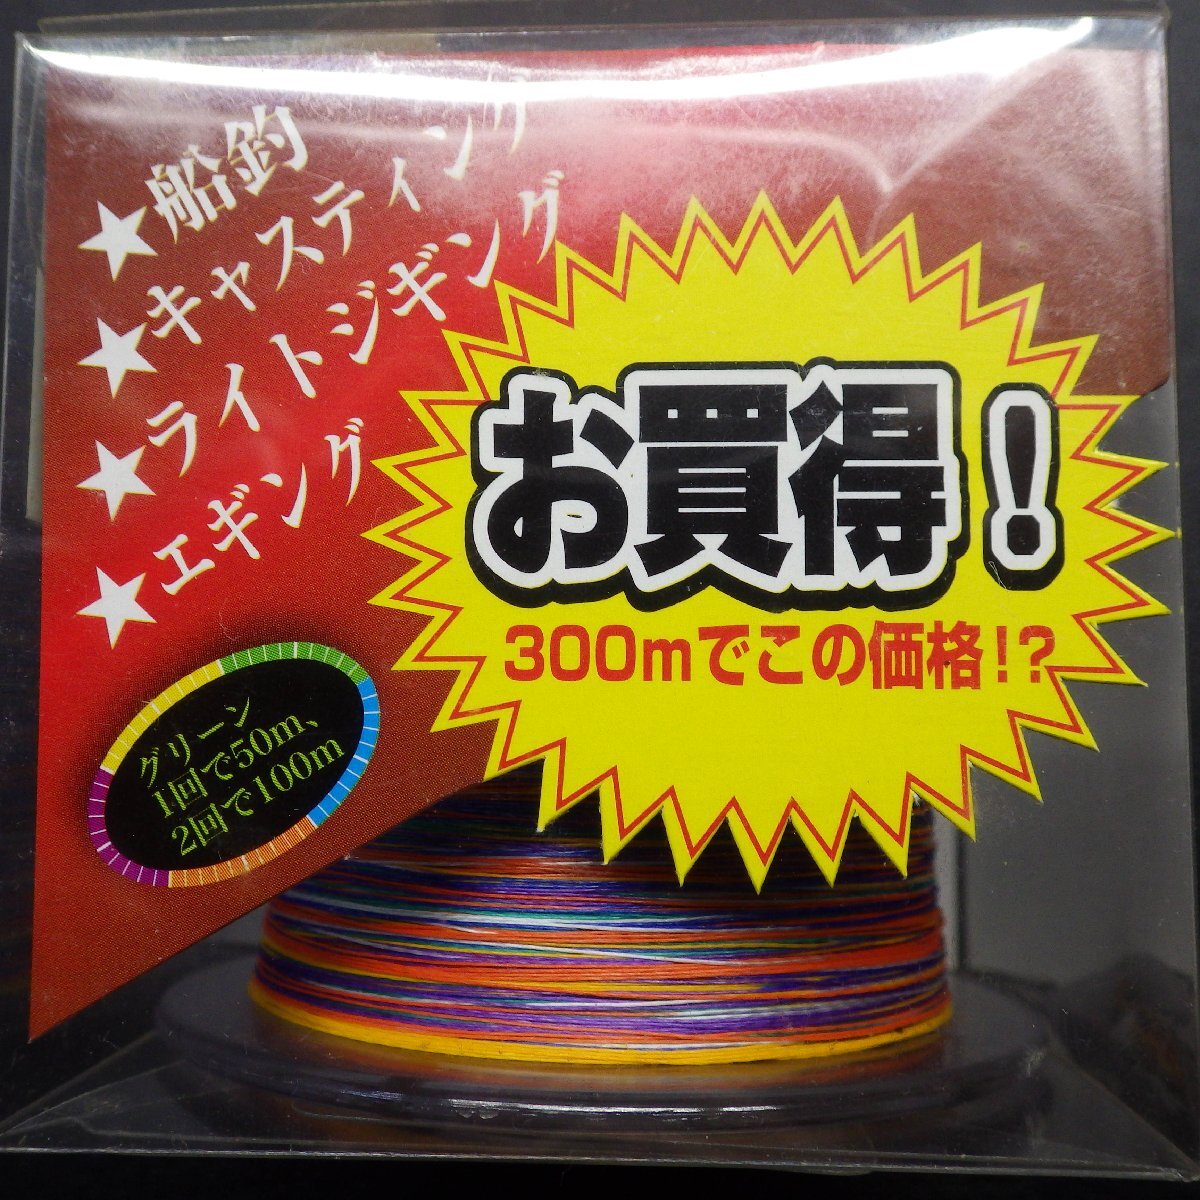 ★船釣
★キャスティング
★ライトジギング
★エギング
お買得!
300mでこの価格!?
グリーン
1回で50m、
2回で100m